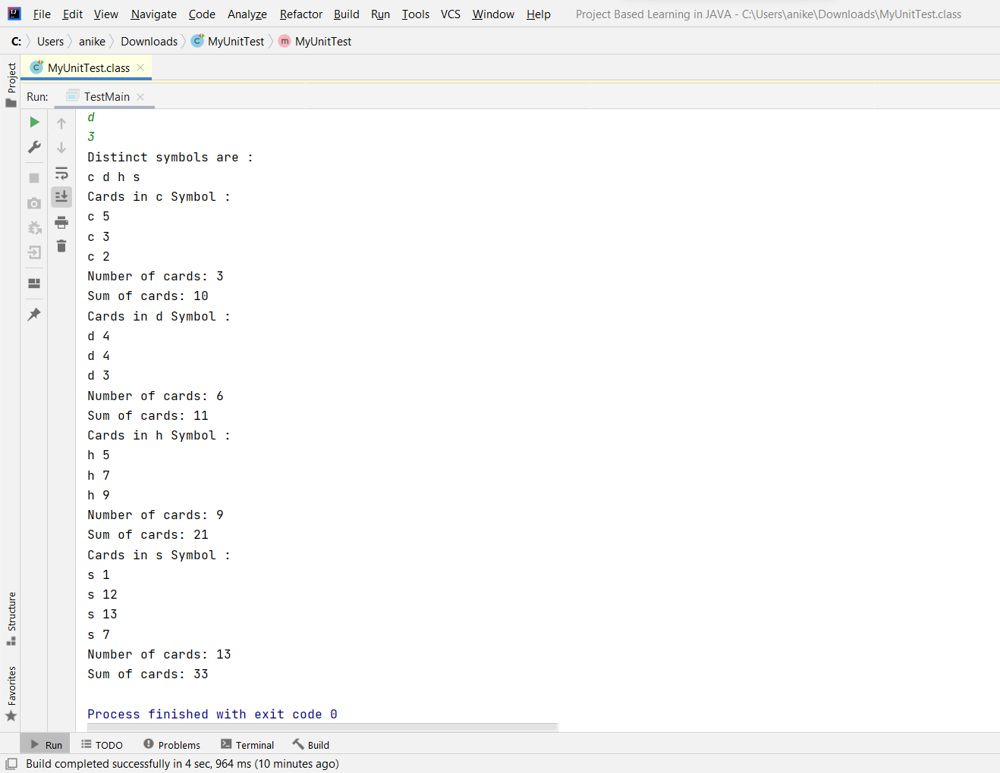 File Edit View Navigate Code Analyze Refactor Build Run Tools VCS Window Help Project Based Learning in JAVA - C:\Users\anike\Downloads\MyUnitTest.class
C: Users anike Downloads C MyUnitTest m MyUnitTest
Project
C MyUnitTest.class
Run: TestMain
d
3
Distinct symbols are :
c d h s
Cards in c Symbol :
c 5
c 3
c 2
Number of cards: 3
Sum of cards: 10
Cards in d Symbol :
d 4
d 4
d 3
Number of cards: 6
Sum of cards: 11
Cards in h Symbol :
h 5
h 7
h 9
Number of cards: 9
Sum of cards: 21
Cards in s Symbol :
s 1
s 12
s 13
s 7
Number of cards: 13
Sum of cards: 33
Process finished with exit code 0
Structure
Favorites
Run TODO Problems Terminal Build
Build completed successfully in 4 sec, 964 ms (10 minutes ago)